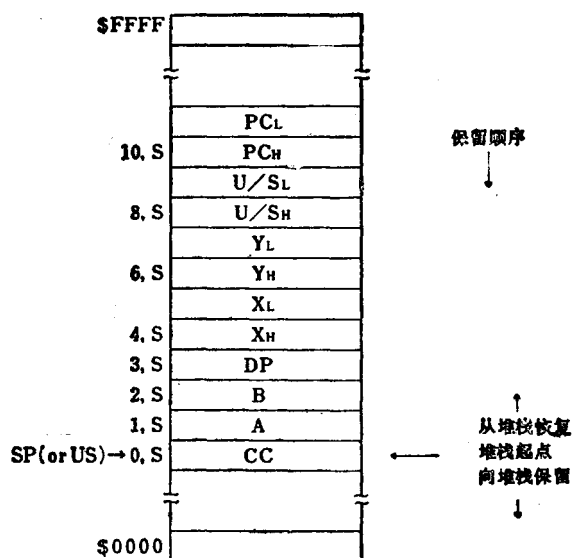 $FFFF
PCL
10, S PCH
U/SL
8, S U/SH
YL
6, S YH
XL
4, S XH
3, S DP
2, S B
1, S A
SP(or US)→0, S CC
$0000
保留顺序
↓
↑
从堆栈恢复
← 堆栈起点
向堆栈保留
↓